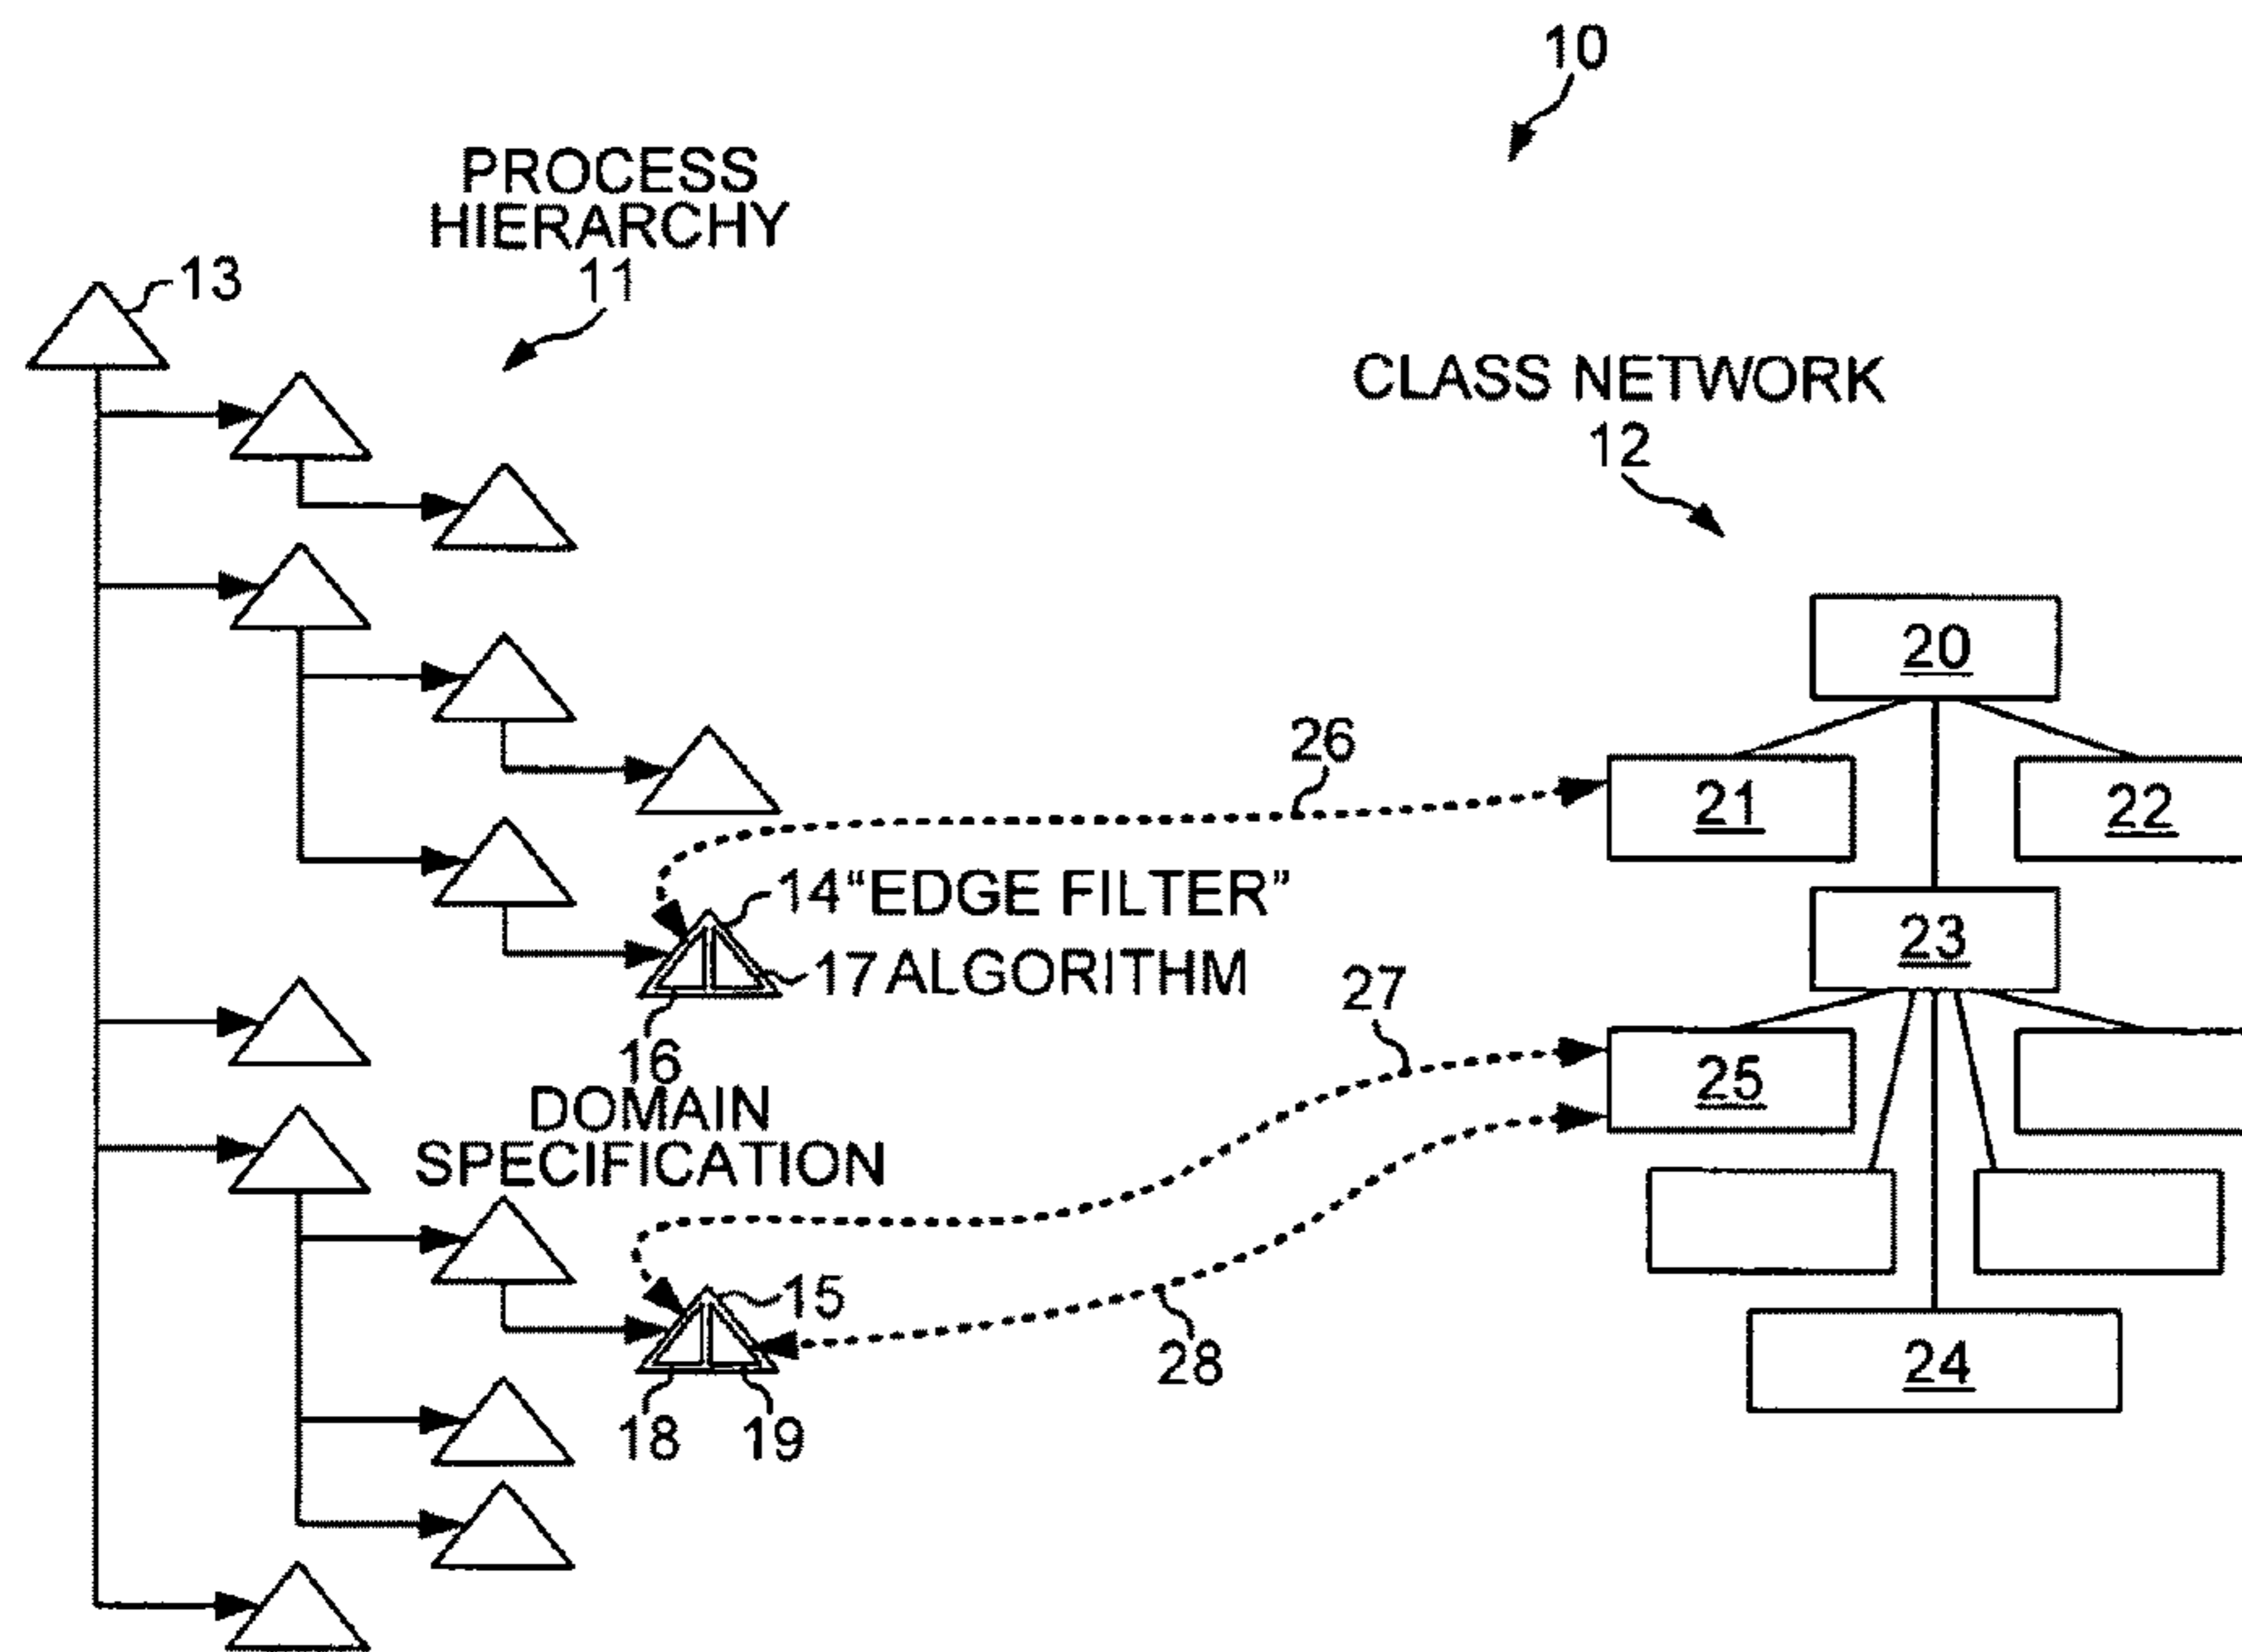 10
PROCESS
HIERARCHY
11
13
CLASS NETWORK
12
20
26
21
22
14 “EDGE FILTER”
17 ALGORITHM
23
27
16
DOMAIN
SPECIFICATION
25
15
28
18
19
24